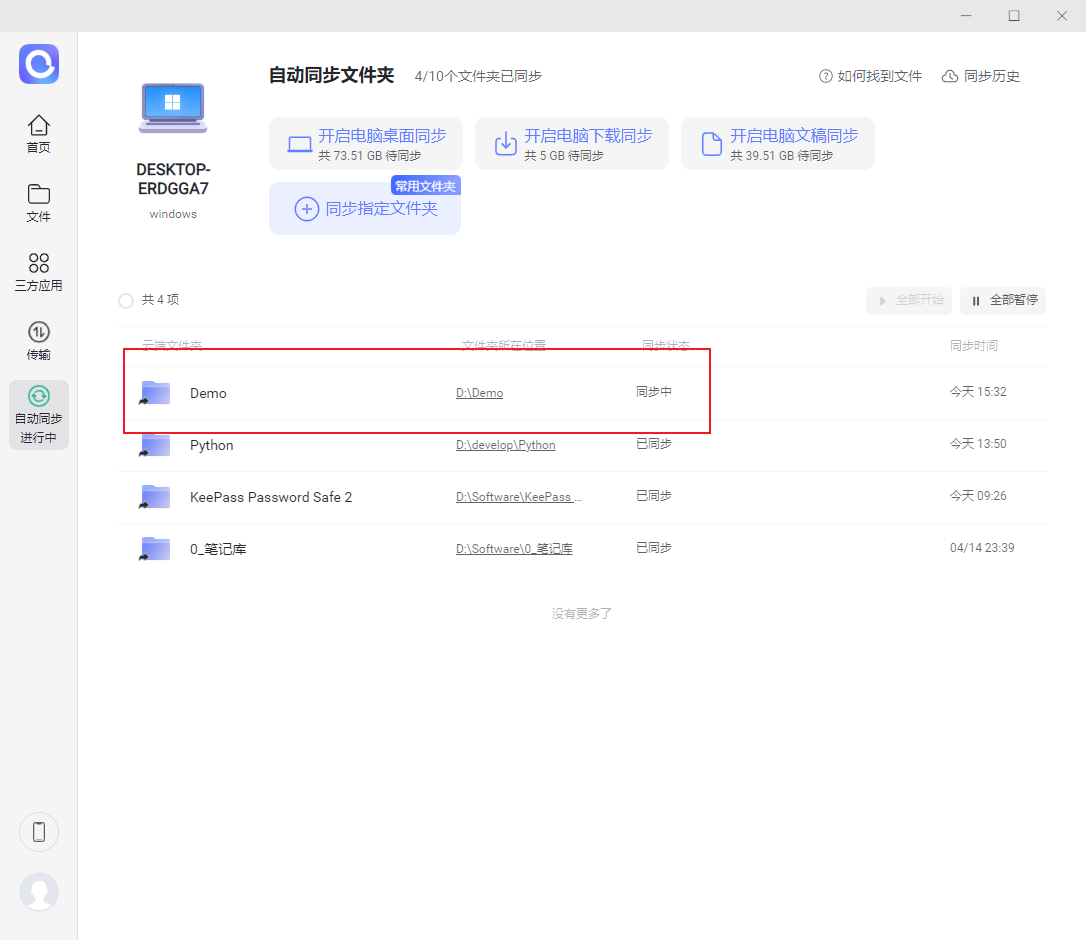 自动同步文件夹 4/10个文件夹已同步
如何找到文件 同步历史
首页
文件
三方应用
传输
自动同步
进行中
DESKTOP-
ERDGGA7
windows
开启电脑桌面同步
共 73.51 GB 待同步
开启电脑下载同步
共 5 GB 待同步
开启电脑文稿同步
共 39.51 GB 待同步
常用文件夹
同步指定文件夹
共 4 项
全部开始 全部暂停
云端文件夹 文件夹所在位置 同步状态 同步时间
Demo D:\Demo 同步中 今天 15:32
Python D:\develop\Python 已同步 今天 13:50
KeePass Password Safe 2 D:\Software\KeePass ... 已同步 今天 09:26
0_笔记库 D:\Software\0_笔记库 已同步 04/14 23:39
没有更多了